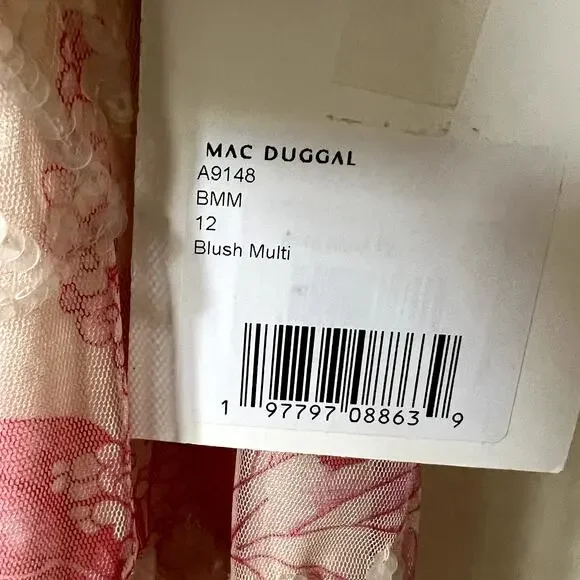 MAC DUGGAL
A9148
BMM
12
Blush Multi
1 97797 08863 9